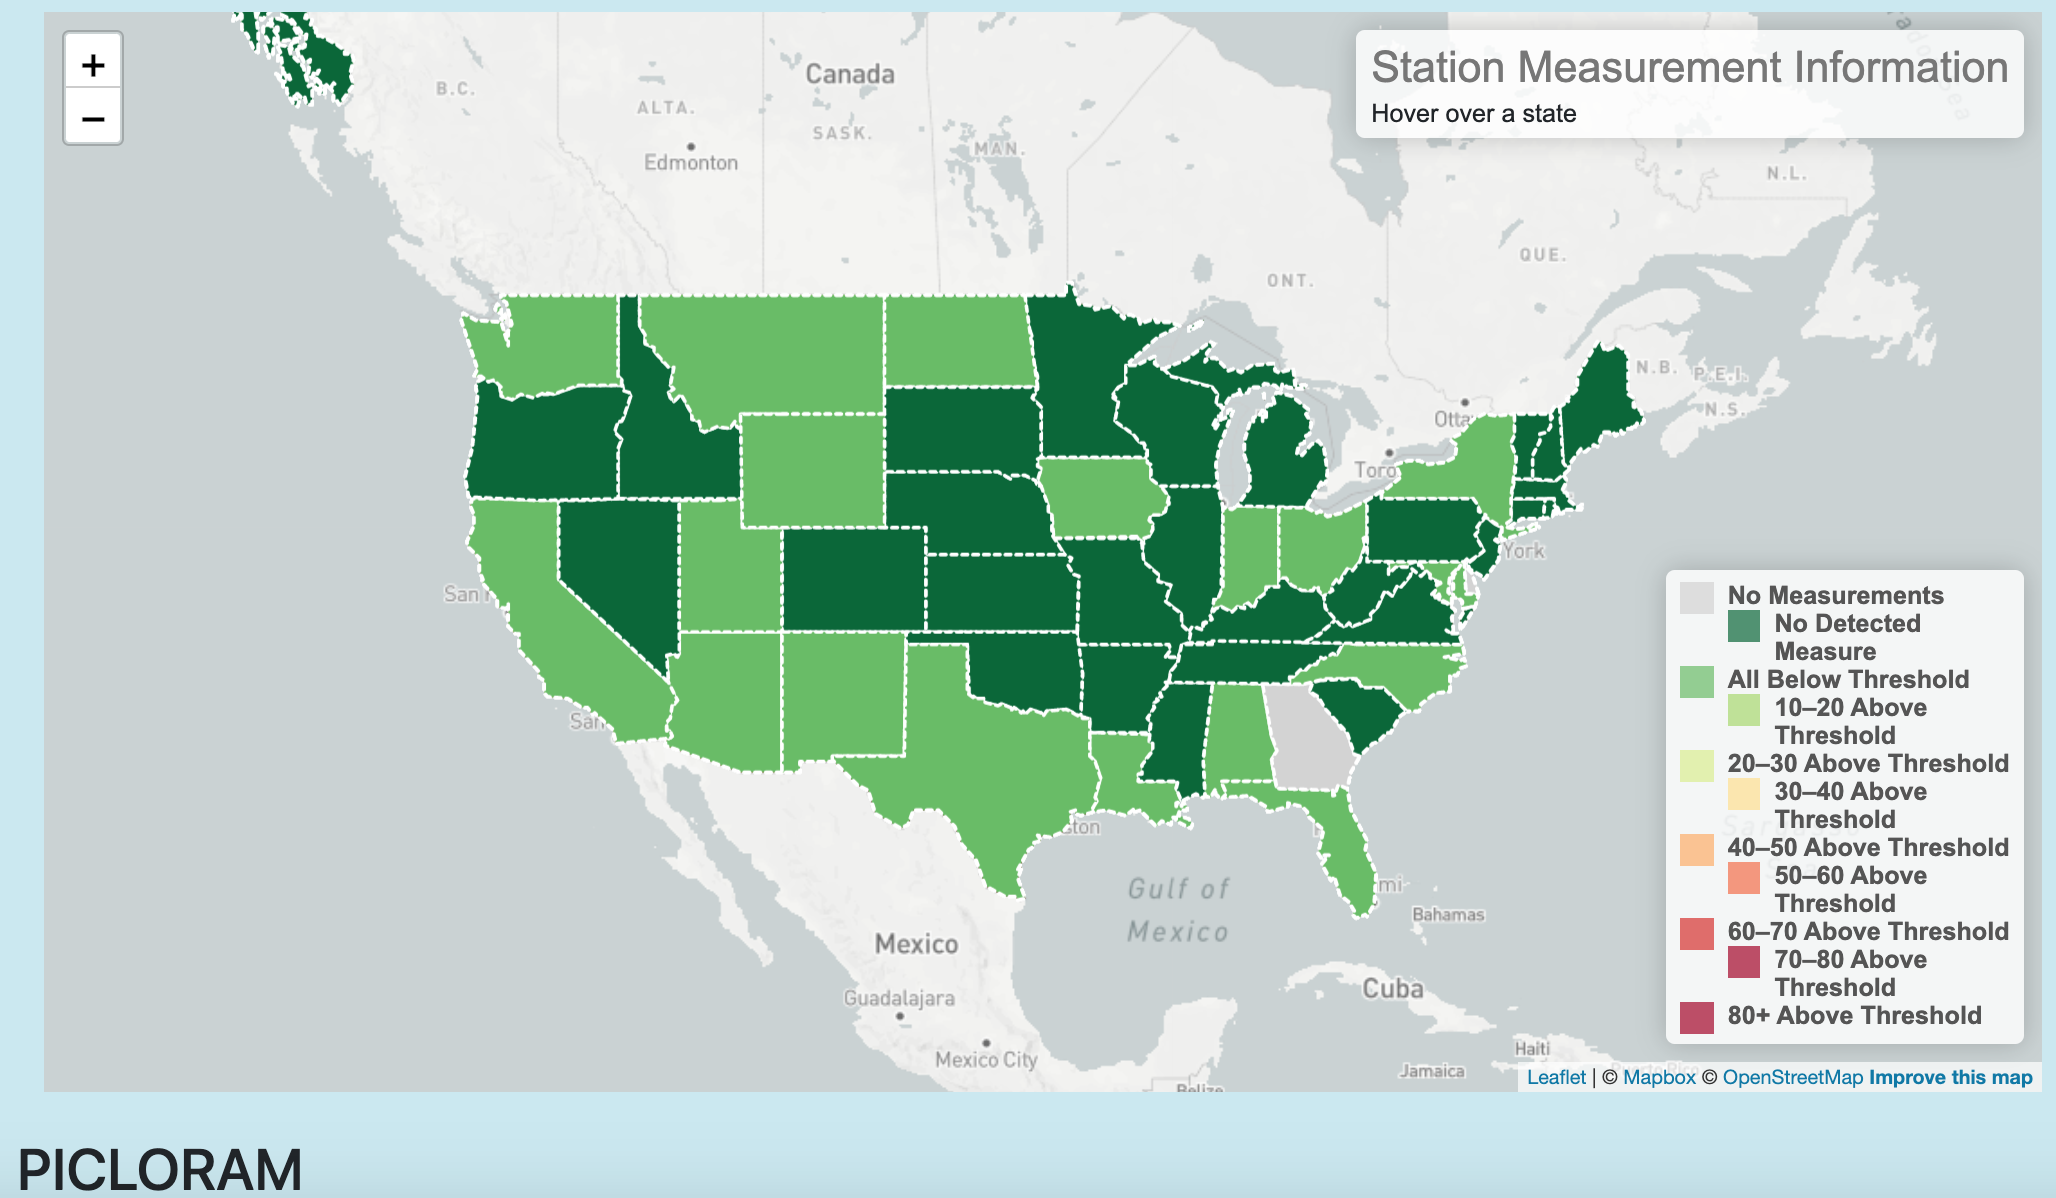 +
−
Station Measurement Information
Hover over a state
Canada
B.C.
ALTA.
SASK.
MAN.
Edmonton
ONT.
QUE.
N.L.
N.B.
P.E.I.
N.S.
Otta
Toro
York
San
San
ston
mi
Gulf of
Mexico
Bahamas
Mexico
Cuba
Guadalajara
Mexico City
Haiti
Jamaica
Puerto Rico
Belize
No Measurements
No Detected
Measure
All Below Threshold
10–20 Above
Threshold
20–30 Above Threshold
30–40 Above
Threshold
40–50 Above Threshold
50–60 Above
Threshold
60–70 Above Threshold
70–80 Above
Threshold
80+ Above Threshold
Leaflet | © Mapbox © OpenStreetMap Improve this map
PICLORAM